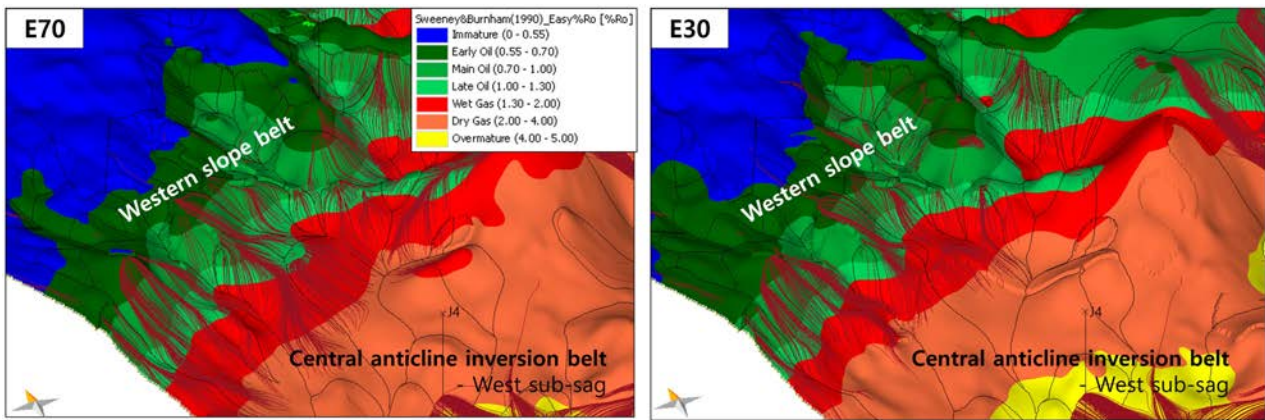 E70
Sweeney&Burnham(1990)_Easy%Ro [%Ro]
Immature (0 - 0.55)
Early Oil (0.55 - 0.70)
Main Oil (0.70 - 1.00)
Late Oil (1.00 - 1.30)
Wet Gas (1.30 - 2.00)
Dry Gas (2.00 - 4.00)
Overmature (4.00 - 5.00)
Western slope belt
J4
Central anticline inversion belt
- West sub-sag
E30
Western slope belt
J4
Central anticline inversion belt
- West sub-sag